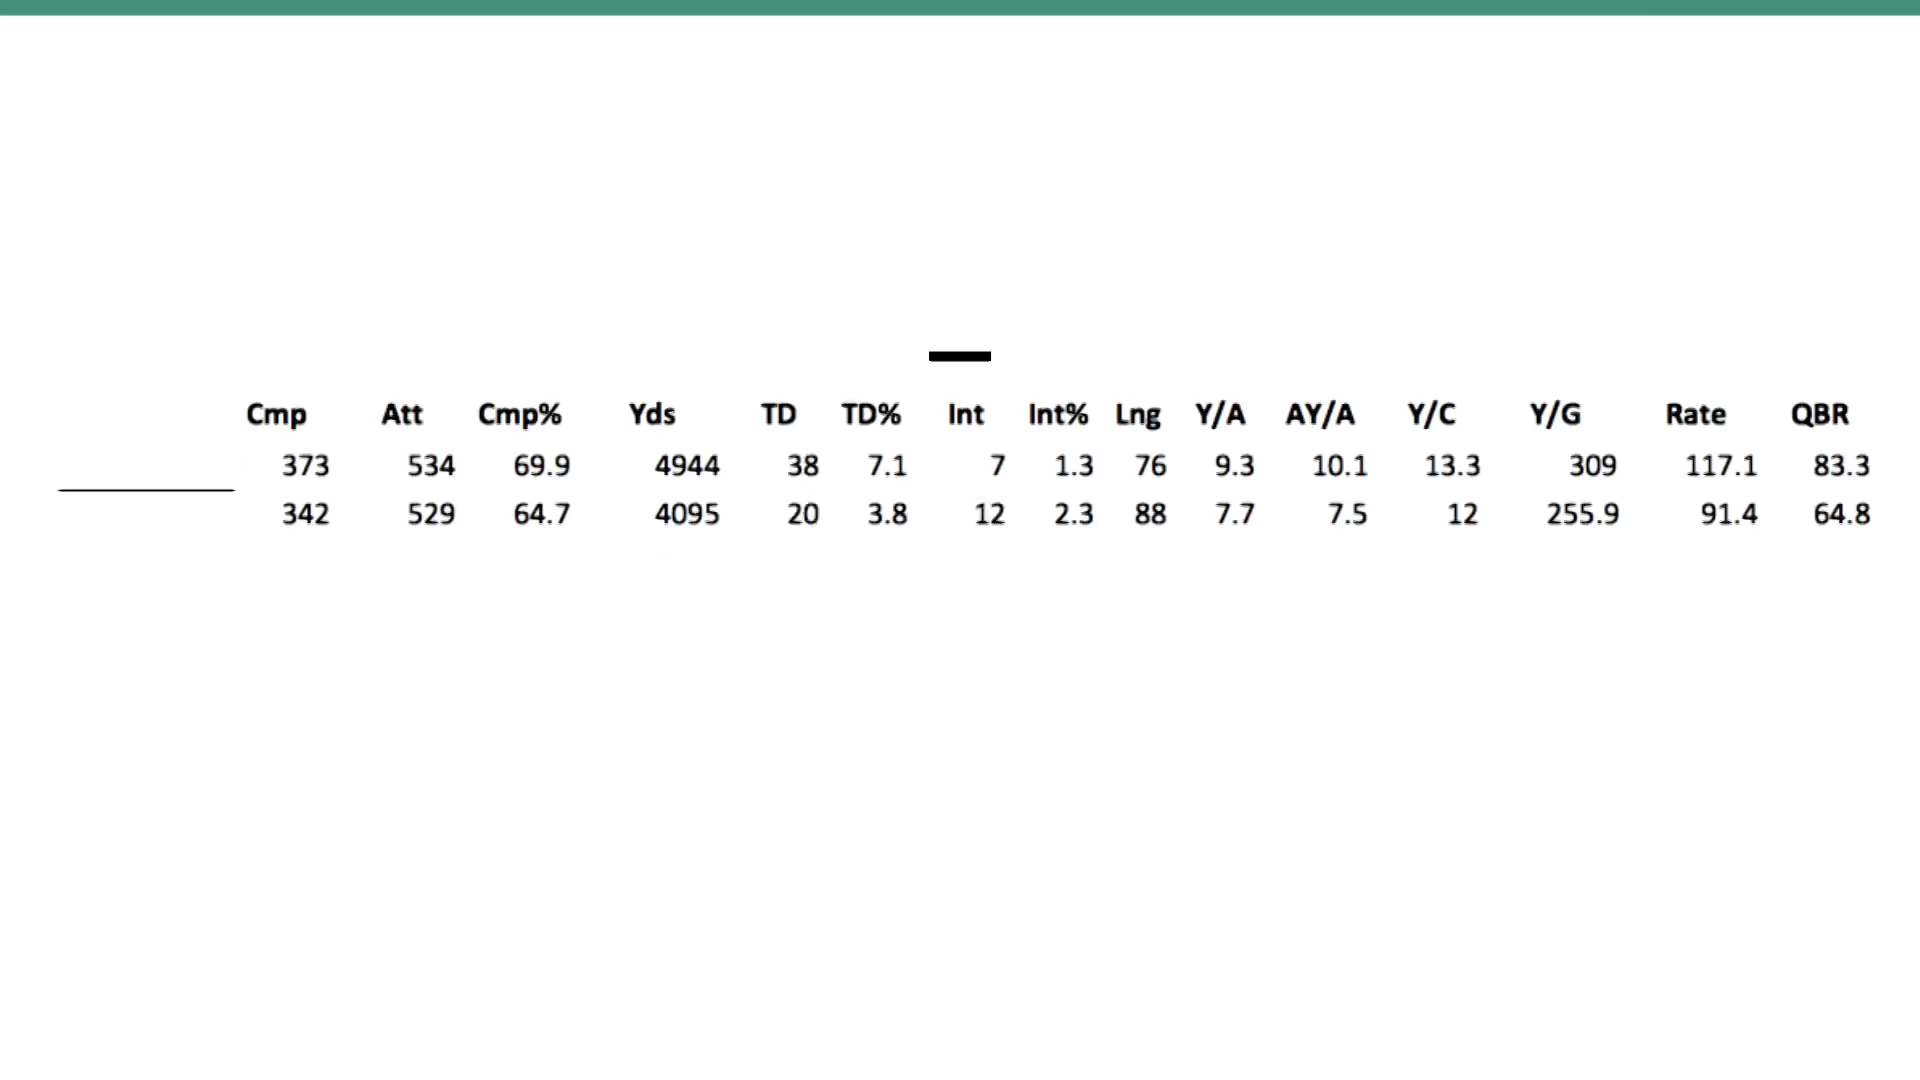 Cmp Att Cmp% Yds TD TD% Int Int% Lng Y/A AY/A Y/C Y/G Rate QBR
373 534 69.9 4944 38 7.1 7 1.3 76 9.3 10.1 13.3 309 117.1 83.3
342 529 64.7 4095 20 3.8 12 2.3 88 7.7 7.5 12 255.9 91.4 64.8